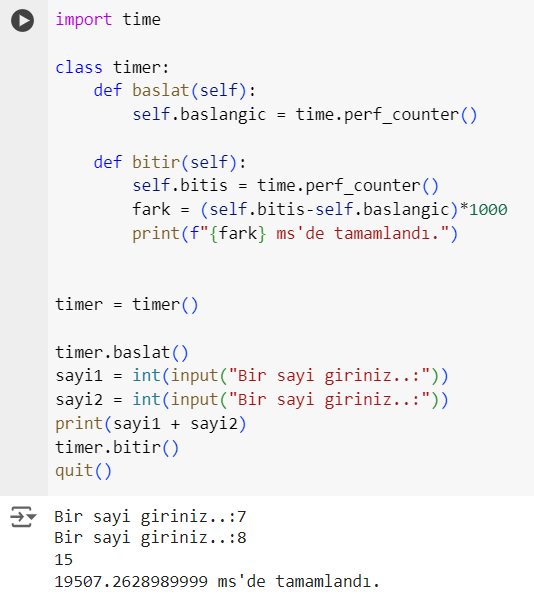 import time
class timer:
def baslat(self):
self.baslangic = time.perf_counter()
def bitir(self):
self.bitis = time.perf_counter()
fark = (self.bitis-self.baslangic)*1000
print(f"{fark} ms'de tamamlandı.")
timer = timer()
timer.baslat()
sayi1 = int(input("Bir sayi giriniz..:"))
sayi2 = int(input("Bir sayi giriniz..:"))
print(sayi1 + sayi2)
timer.bitir()
quit()
Bir sayi giriniz..:7
Bir sayi giriniz..:8
15
19507.2628989999 ms'de tamamlandı.